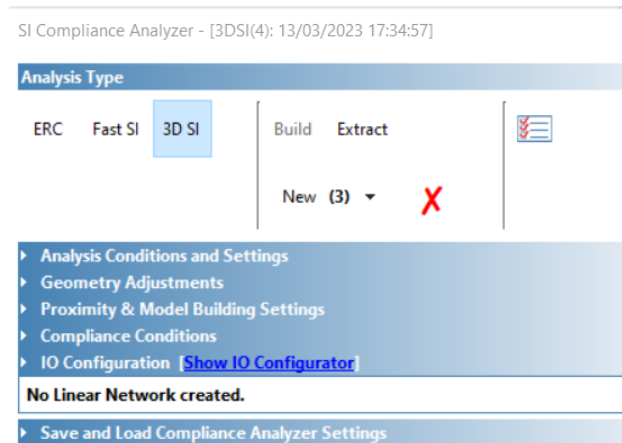 SI Compliance Analyzer - [3DSI(4): 13/03/2023 17:34:57]
Analysis Type
ERC Fast SI 3D SI Build Extract
New (3)
Analysis Conditions and Settings
Geometry Adjustments
Proximity & Model Building Settings
Compliance Conditions
IO Configuration [Show IO Configurator]
No Linear Network created.
Save and Load Compliance Analyzer Settings